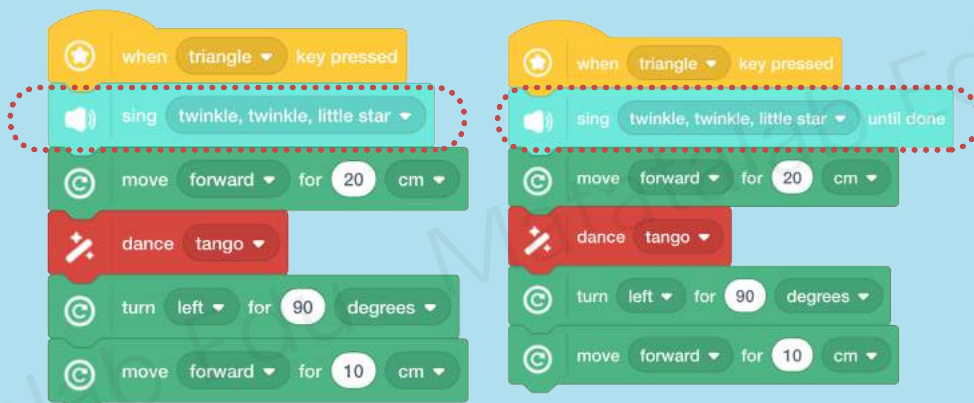 when triangle key pressed
sing twinkle, twinkle, little star
move forward for 20 cm
dance tango
turn left for 90 degrees
move forward for 10 cm
when triangle key pressed
sing twinkle, twinkle, little star until done
move forward for 20 cm
dance tango
turn left for 90 degrees
move forward for 10 cm